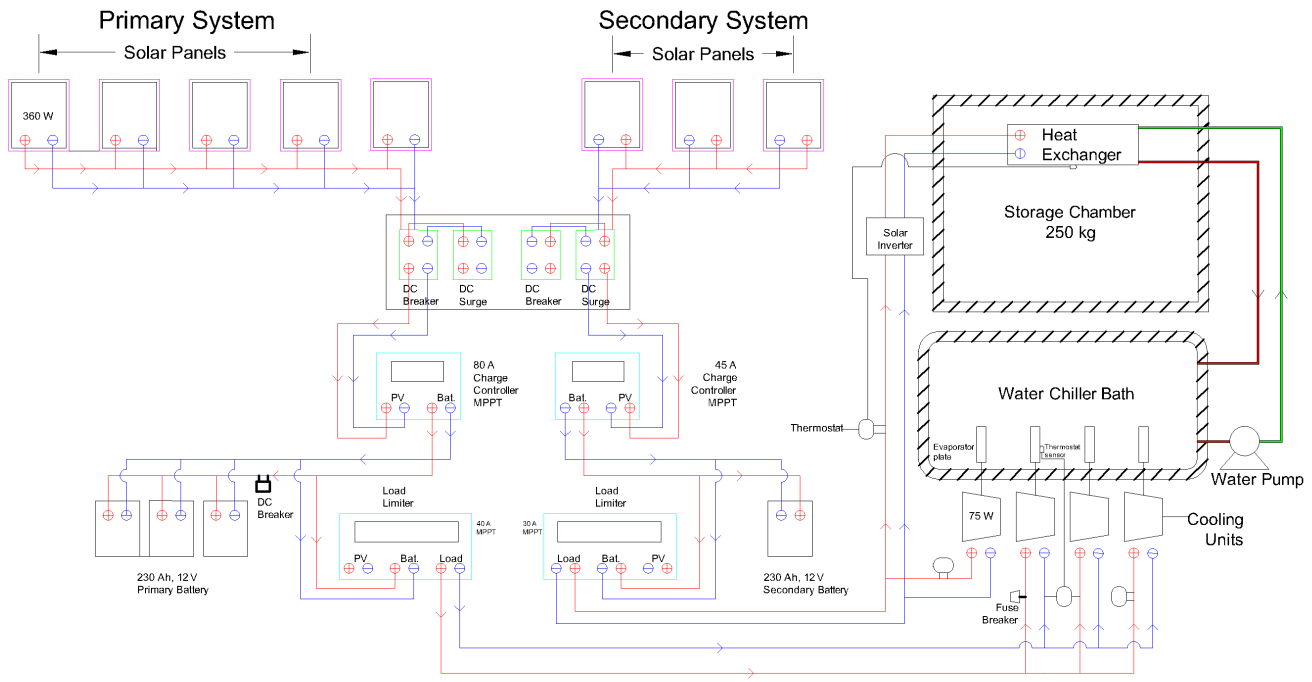 Primary System
Secondary System
Solar Panels
Solar Panels
360 W
Heat
Exchanger
Storage Chamber
250 kg
Solar
Inverter
DC
Breaker
DC
Surge
DC
Breaker
DC
Surge
80 A
Charge
Controller
MPPT
PV
Bat.
45 A
Charge
Controller
MPPT
Bat.
PV
Water Chiller Bath
Thermostat
Evaporator
plate
Thermostat
sensor
Water Pump
DC
Breaker
Load
Limiter
40 A
MPPT
PV
Bat.
Load
Load
Limiter
30 A
MPPT
Load
Bat.
PV
75 W
Cooling
Units
230 Ah, 12 V
Primary Battery
230 Ah, 12 V
Secondary Battery
Fuse
Breaker